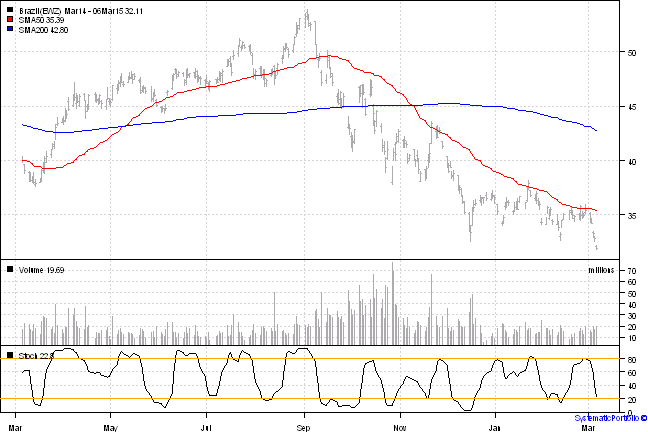 Brazil(EWZ) Mar14 - 06Mar15 32.11
SMA50 35.39
SMA200 42.80
50
45
40
35
Volume 19.69
millions
70
60
50
40
30
20
10
Stoch 22.8
80
60
40
20
0
Mar May Jul Sep Nov Jan Mar
SystematicPortfolio ©